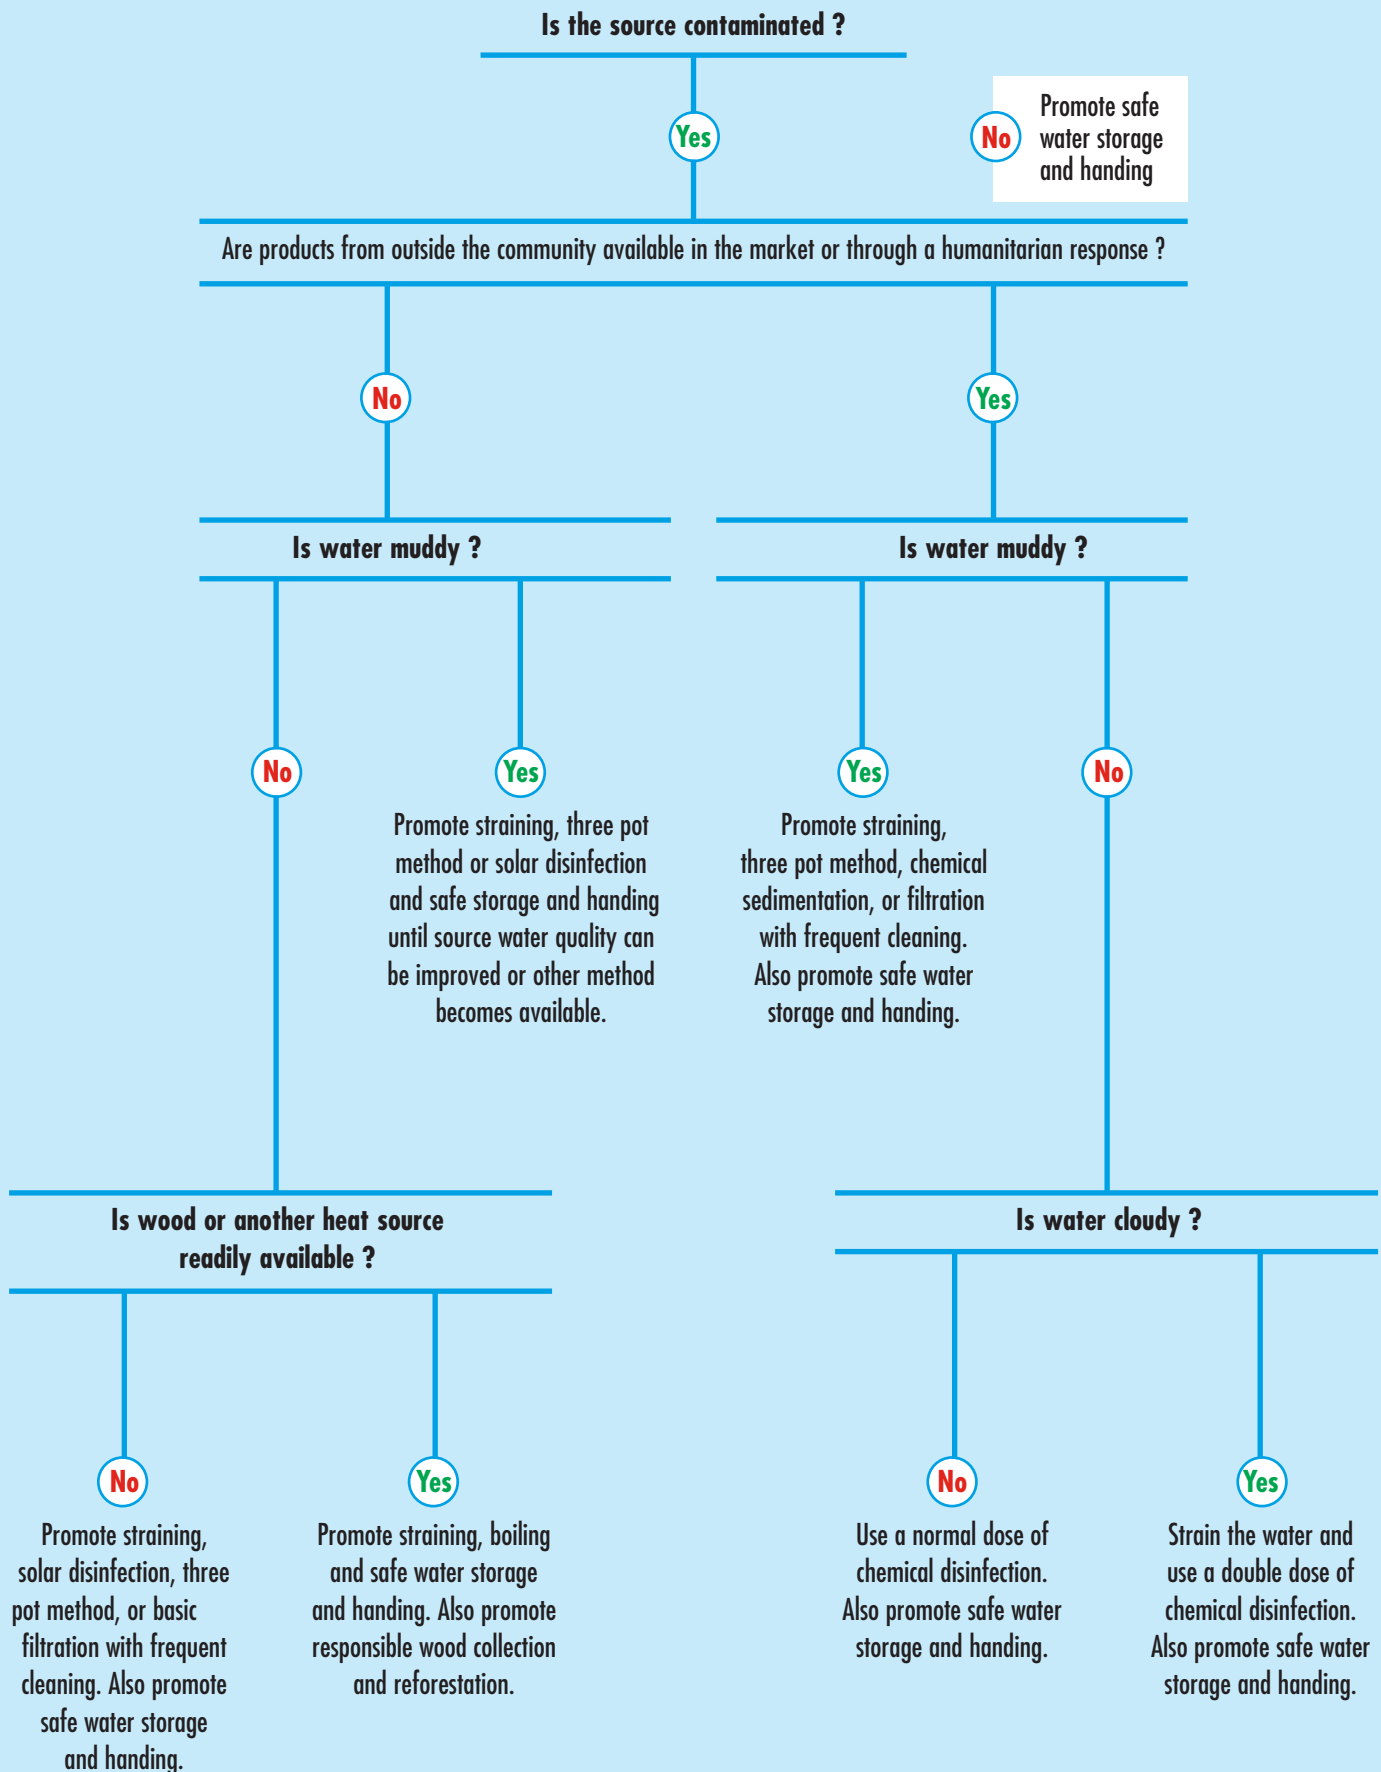 Is the source contaminated ?
Yes
No
Promote safe
water storage
and handing
Are products from outside the community available in the market or through a humanitarian response ?
No
Yes
Is water muddy ?
Is water muddy ?
No
Yes
Yes
No
Promote straining, three pot
method or solar disinfection
and safe storage and handing
until source water quality can
be improved or other method
becomes available.
Promote straining,
three pot method, chemical
sedimentation, or filtration
with frequent cleaning.
Also promote safe water
storage and handing.
Is wood or another heat source
readily available ?
Is water cloudy ?
No
Yes
No
Yes
Promote straining,
solar disinfection, three
pot method, or basic
filtration with frequent
cleaning. Also promote
safe water storage
and handing.
Promote straining, boiling
and safe water storage
and handing. Also promote
responsible wood collection
and reforestation.
Use a normal dose of
chemical disinfection.
Also promote safe water
storage and handing.
Strain the water and
use a double dose of
chemical disinfection.
Also promote safe water
storage and handing.